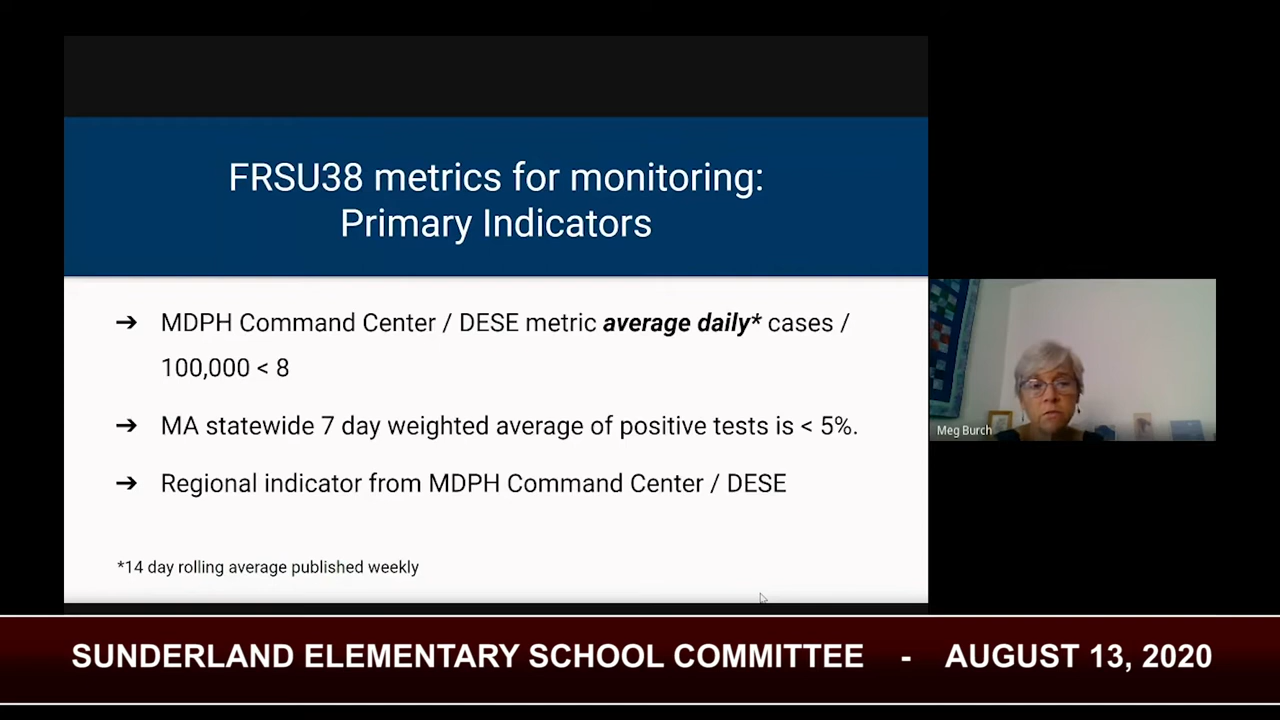 FRSU38 metrics for monitoring:
Primary Indicators
➔ MDPH Command Center / DESE metric average daily* cases /
100,000 < 8
➔ MA statewide 7 day weighted average of positive tests is < 5%.
➔ Regional indicator from MDPH Command Center / DESE
*14 day rolling average published weekly
Meg Burch
SUNDERLAND ELEMENTARY SCHOOL COMMITTEE - AUGUST 13, 2020